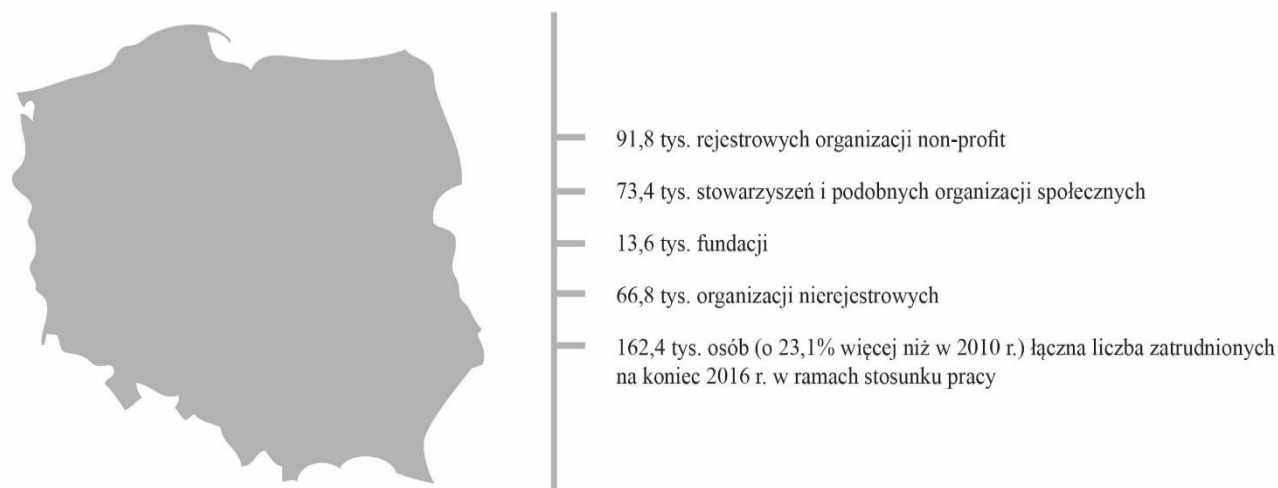 91,8 tys. rejestrowych organizacji non-profit
73,4 tys. stowarzyszeń i podobnych organizacji społecznych
13,6 tys. fundacji
66,8 tys. organizacji nierejestrowych
162,4 tys. osób (o 23,1% więcej niż w 2010 r.) łączna liczba zatrudnionych
na koniec 2016 r. w ramach stosunku pracy